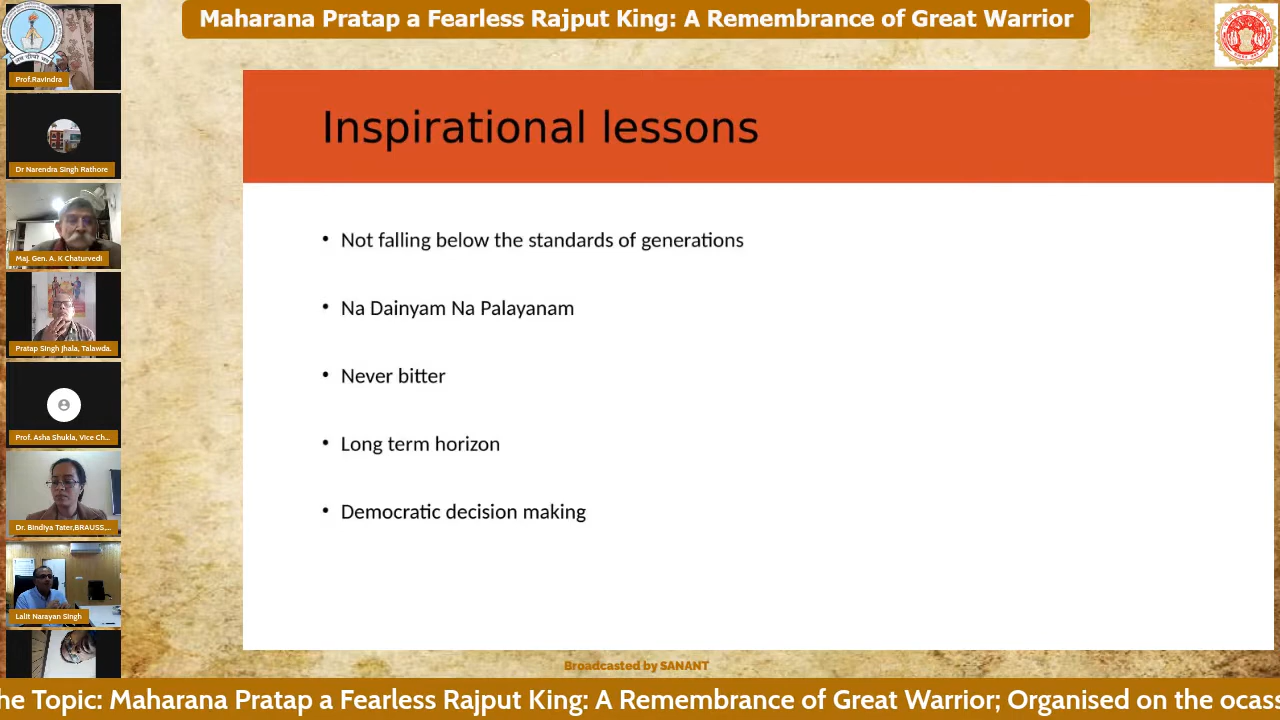 Maharana Pratap a Fearless Rajput King: A Remembrance of Great Warrior
Prof.Ravindra
Dr Narendra Singh Rathore
Maj. Gen. A. K Chaturvedi
Pratap Singh Jhala, Talawda.
Prof. Asha Shukla, Vice Ch...
Dr. Bindiya Tater,BRAUSS,...
Lalit Narayan Singh
Inspirational lessons
• Not falling below the standards of generations
• Na Dainyam Na Palayanam
• Never bitter
• Long term horizon
• Democratic decision making
Broadcasted by SANANT
he Topic: Maharana Pratap a Fearless Rajput King: A Remembrance of Great Warrior; Organised on the ocass